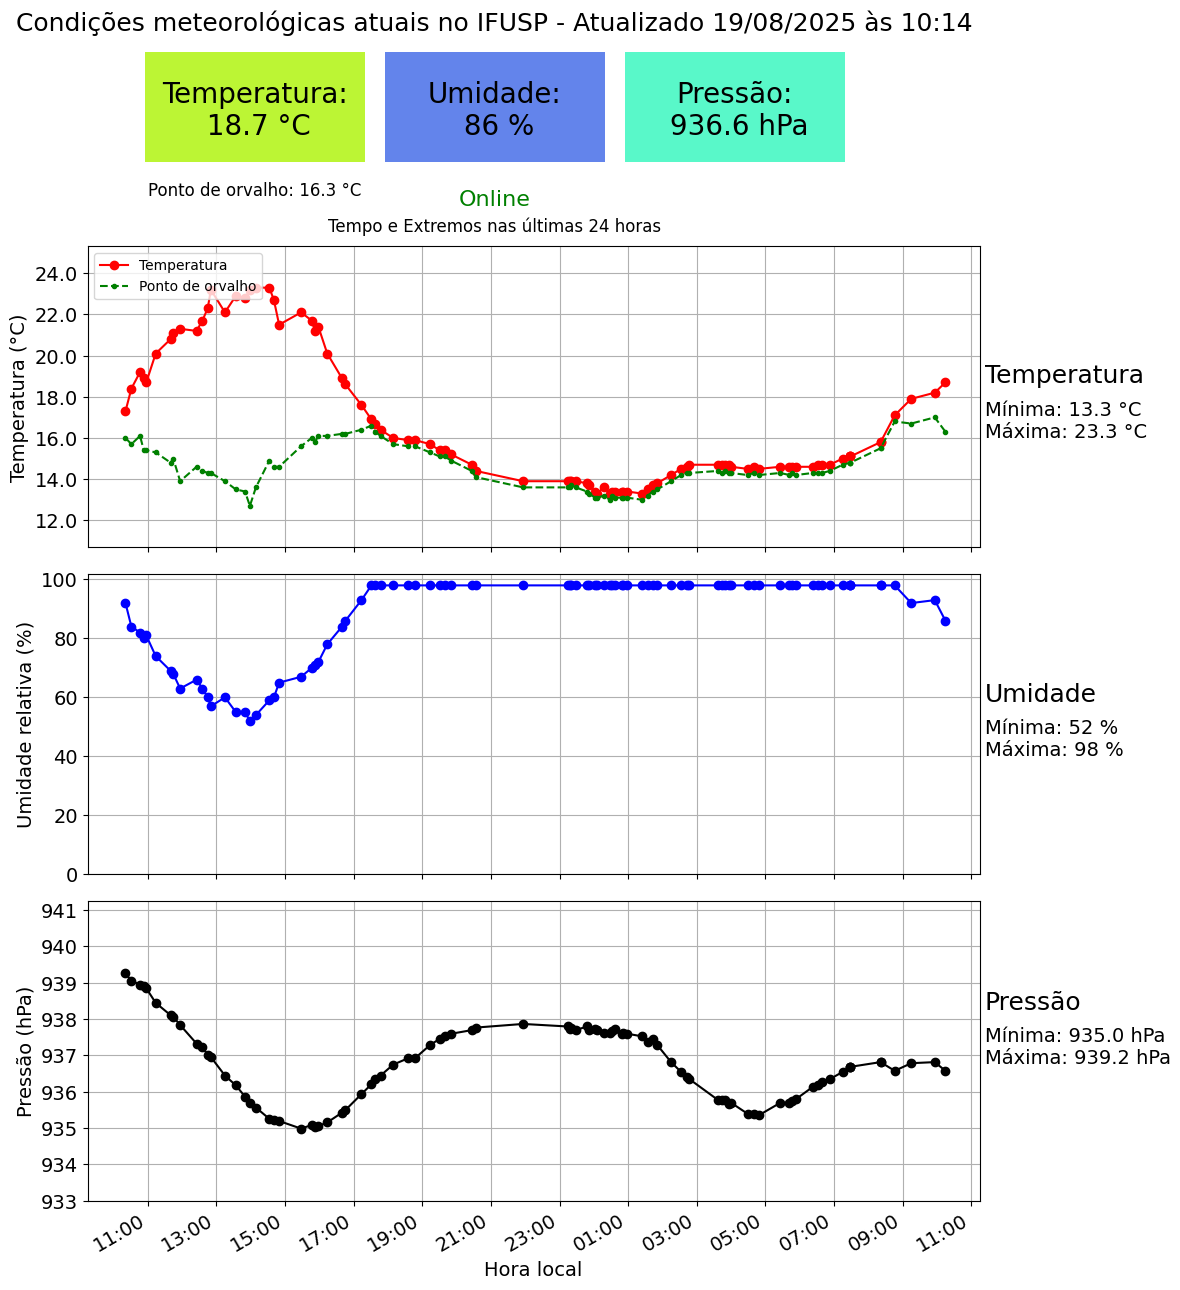 Condições meteorológicas atuais no IFUSP - Atualizado 19/08/2025 às 10:14
Temperatura:
18.7 °C
Umidade:
86 %
Pressão:
936.6 hPa
Ponto de orvalho: 16.3 °C
Online
Tempo e Extremos nas últimas 24 horas
Temperatura (°C)
24.0
22.0
20.0
18.0
16.0
14.0
12.0
Temperatura
Ponto de orvalho
Temperatura
Mínima: 13.3 °C
Máxima: 23.3 °C
Umidade relativa (%)
100
80
60
40
20
0
Umidade
Mínima: 52 %
Máxima: 98 %
Pressão (hPa)
941
940
939
938
937
936
935
934
933
Pressão
Mínima: 935.0 hPa
Máxima: 939.2 hPa
11:00
13:00
15:00
17:00
19:00
21:00
23:00
01:00
03:00
05:00
07:00
09:00
11:00
Hora local